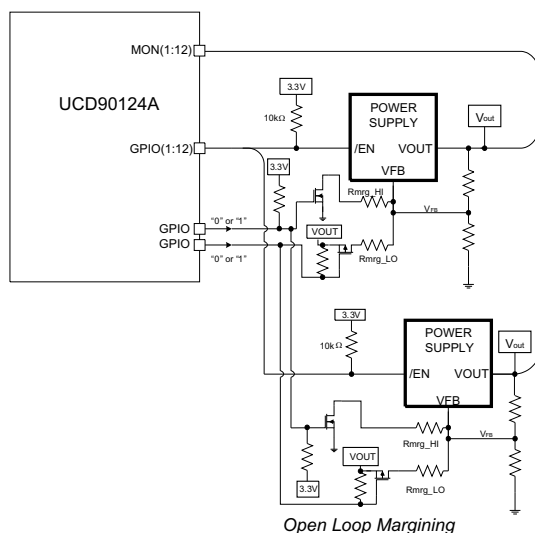 MON(1:12)
UCD90124A
GPIO(1:12)
GPIO
GPIO
3.3V
10kΩ
POWER
SUPPLY
/EN
VOUT
VFB
Vout
3.3V
Rmrg_HI
VFB
"0" or "1"
VOUT
"0" or "1"
Rmrg_LO
3.3V
10kΩ
POWER
SUPPLY
/EN
VOUT
VFB
Vout
Rmrg_HI
VFB
VOUT
3.3V
Rmrg_LO
Open Loop Margining